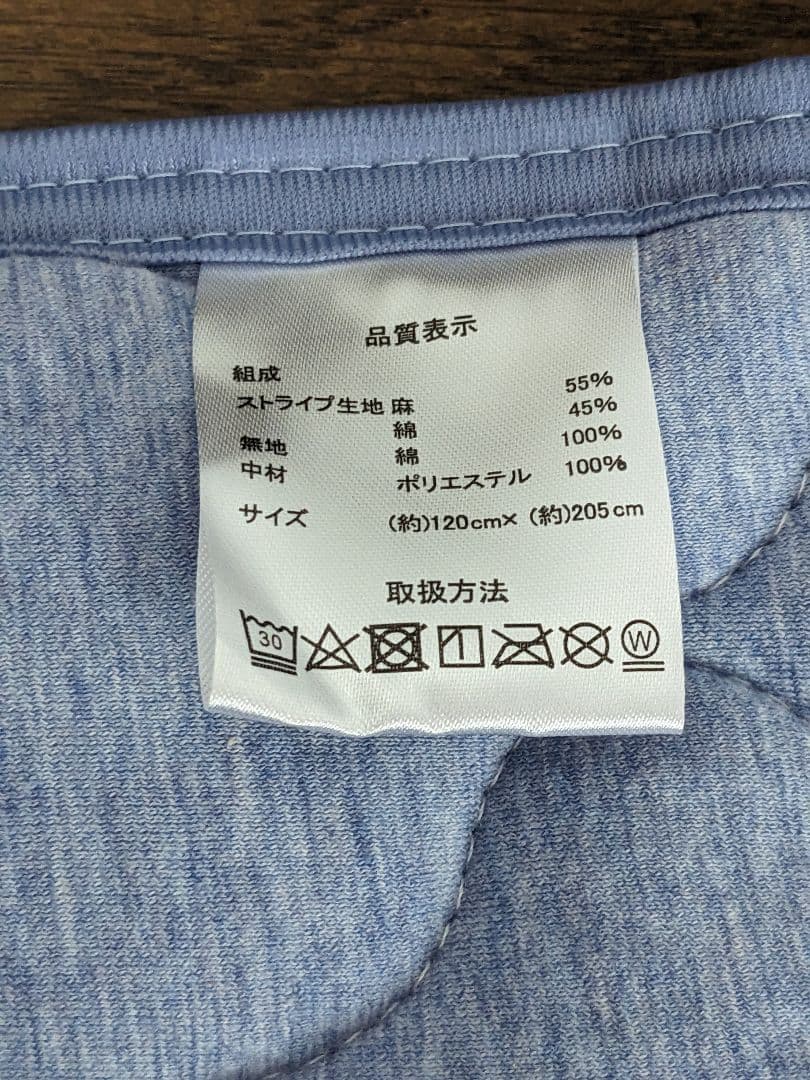 品質表示
組成
ストライプ生地 麻 55%
綿 45%
無地 綿 100%
中材 ポリエステル 100%
サイズ (約)120cm× (約)205cm
取扱方法
30 W